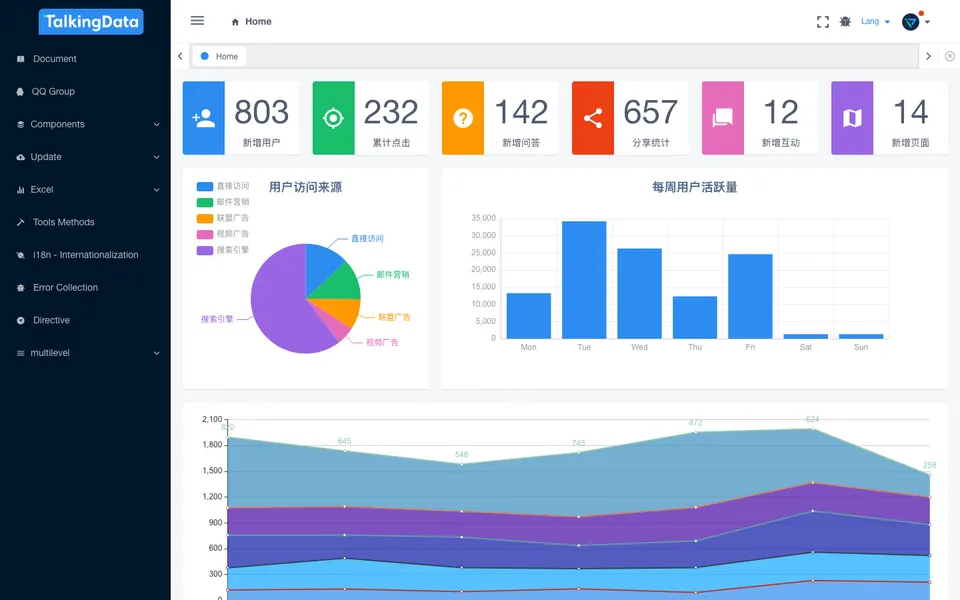 TalkingData
Document
QQ Group
Components
Update
Excel
Tools Methods
i18n - Internationalization
Error Collection
Directive
multilevel
Home
Lang
Home
803
新增用户
232
累计点击
142
新增问答
657
分享统计
12
新增互动
14
新增页面
用户访问来源
直接访问
邮件营销
联盟广告
视频广告
搜索引擎
直接访问
邮件营销
联盟广告
视频广告
搜索引擎
每周用户活跃量
35,000
30,000
25,000
20,000
15,000
10,000
5,000
0
Mon Tue Wed Thu Fri Sat Sun
2,100
1,800
1,500
1,200
900
600
300
0
820 645 546 745 872 624 258